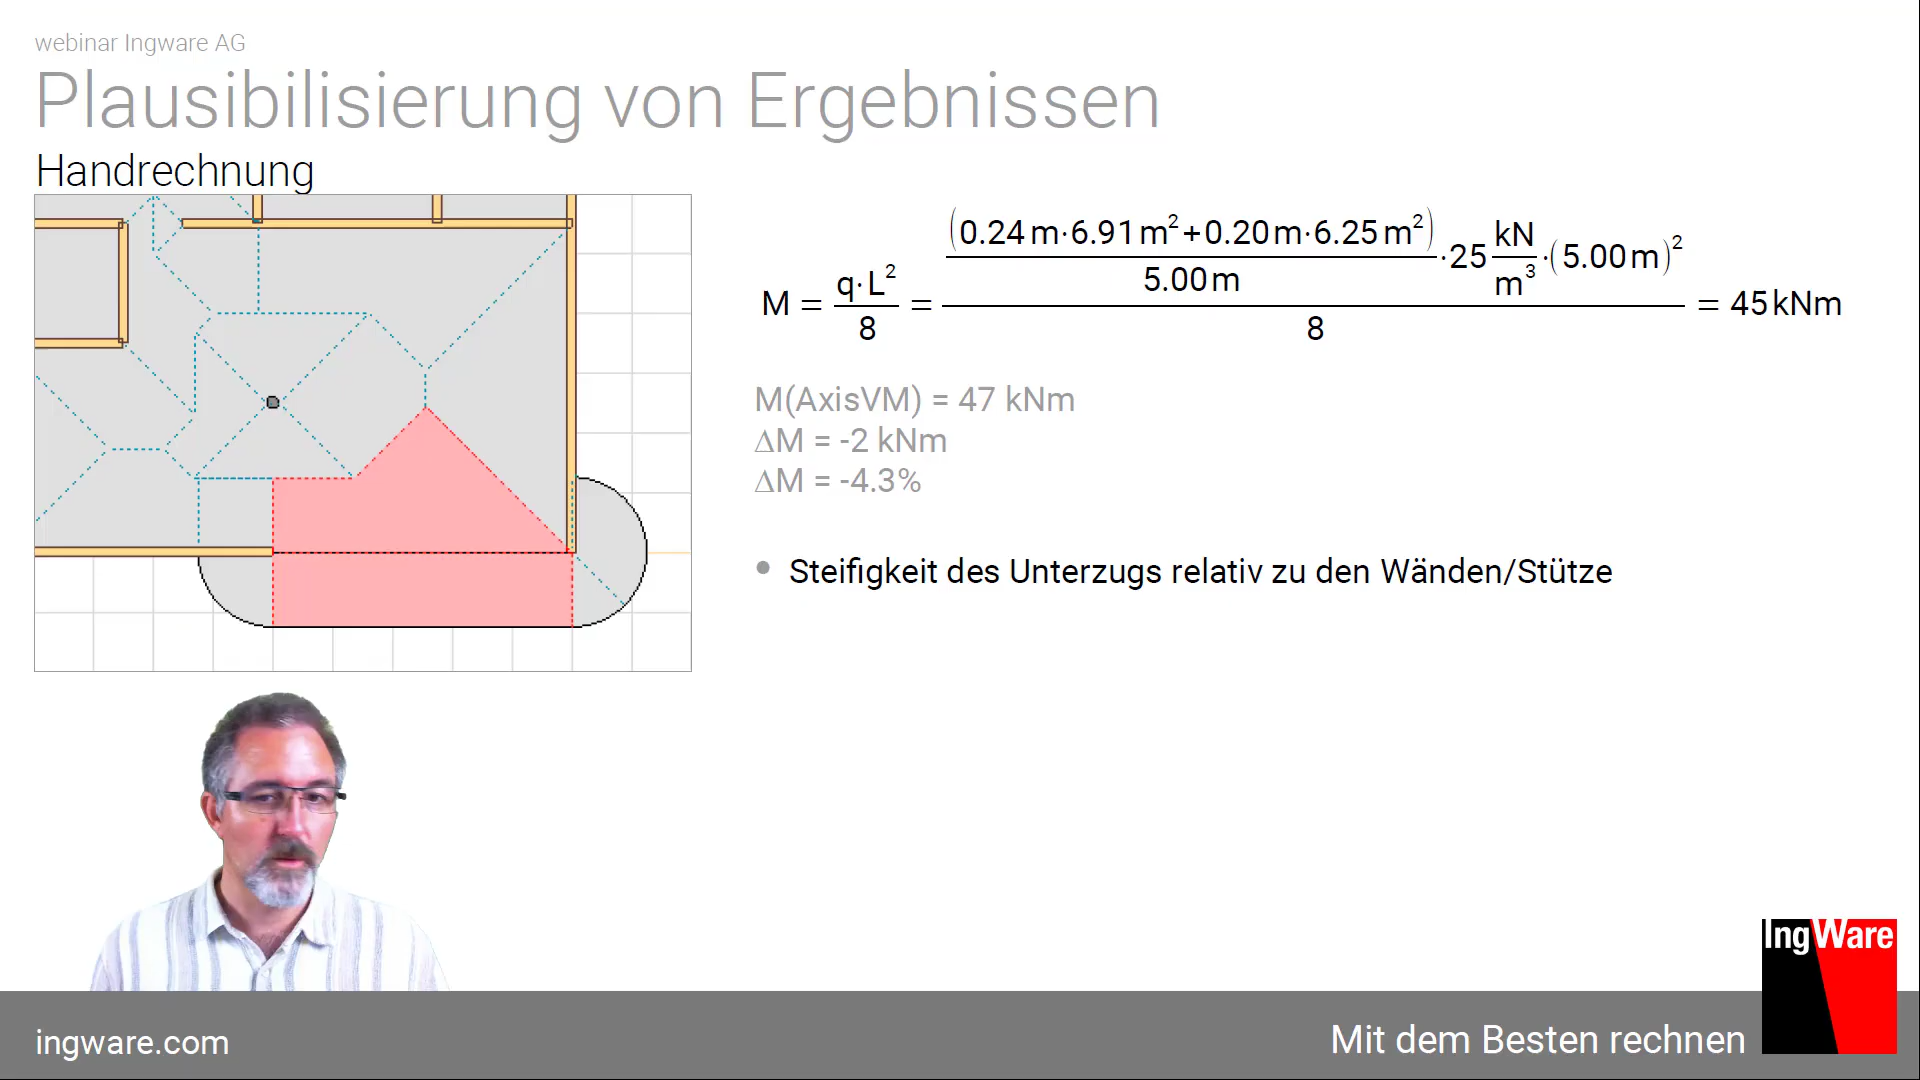 webinar Ingware AG
Plausibilisierung von Ergebnissen
Handrechnung
M = q·L² / 8 = ((0.24 m·6.91 m² + 0.20 m·6.25 m²) / 5.00 m ·25 kN/m³ ·(5.00 m)²) / 8 = 45 kNm
M(AxisVM) = 47 kNm
ΔM = -2 kNm
ΔM = -4.3%
• Steifigkeit des Unterzugs relativ zu den Wänden/Stütze
IngWare
ingware.com
Mit dem Besten rechnen